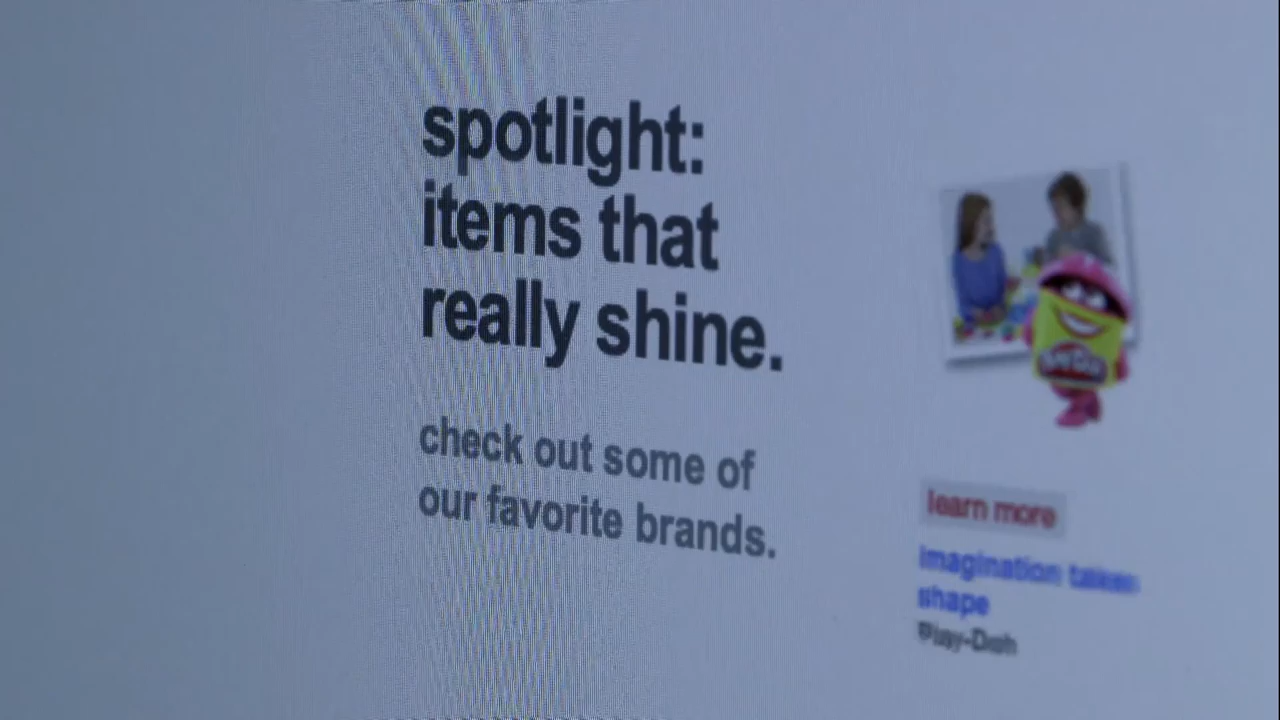 spotlight:
items that
really shine.
check out some of
our favorite brands.
learn more
imagination takes
shape
Play-Doh